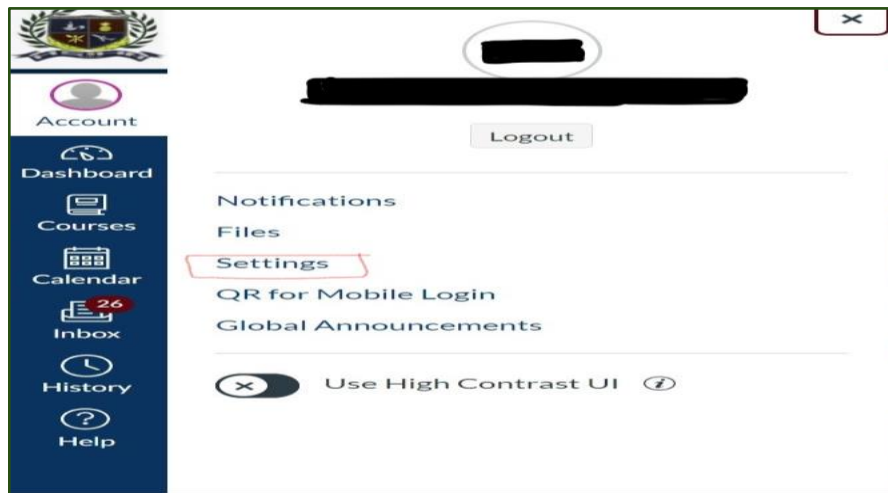 Account
Dashboard
Courses
Calendar
26
Inbox
History
Help
Logout
Notifications
Files
Settings
QR for Mobile Login
Global Announcements
Use High Contrast UI